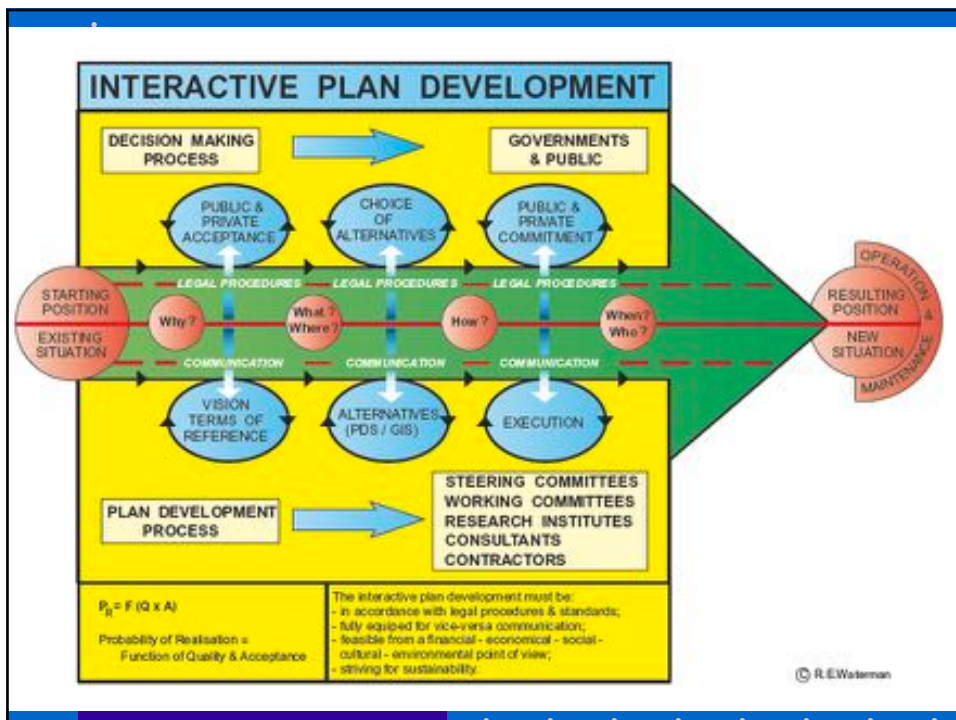 INTERACTIVE PLAN DEVELOPMENT
DECISION MAKING
PROCESS
GOVERNMENTS
& PUBLIC
PUBLIC &
PRIVATE
ACCEPTANCE
CHOICE
OF
ALTERNATIVES
PUBLIC &
PRIVATE
COMMITMENT
LEGAL PROCEDURES
LEGAL PROCEDURES
LEGAL PROCEDURES
STARTING
POSITION
EXISTING
SITUATION
Why?
What?
Where?
How?
When?
Who?
RESULTING
POSITION
NEW
SITUATION
OPERATION
&
MAINTENANCE
COMMUNICATION
COMMUNICATION
COMMUNICATION
VISION
TERMS OF
REFERENCE
ALTERNATIVES
(PDS / GIS)
EXECUTION
PLAN DEVELOPMENT
PROCESS
STEERING COMMITTEES
WORKING COMMITTEES
RESEARCH INSTITUTES
CONSULTANTS
CONTRACTORS
PR = F (Q x A)
Probability of Realisation =
Function of Quality & Acceptance
The interactive plan development must be:
- in accordance with legal procedures & standards;
- fully equiped for vice-versa communication;
- feasible from a financial - economical - social -
cultural - environmental point of view;
- striving for sustainability.
© R.E.Waterman